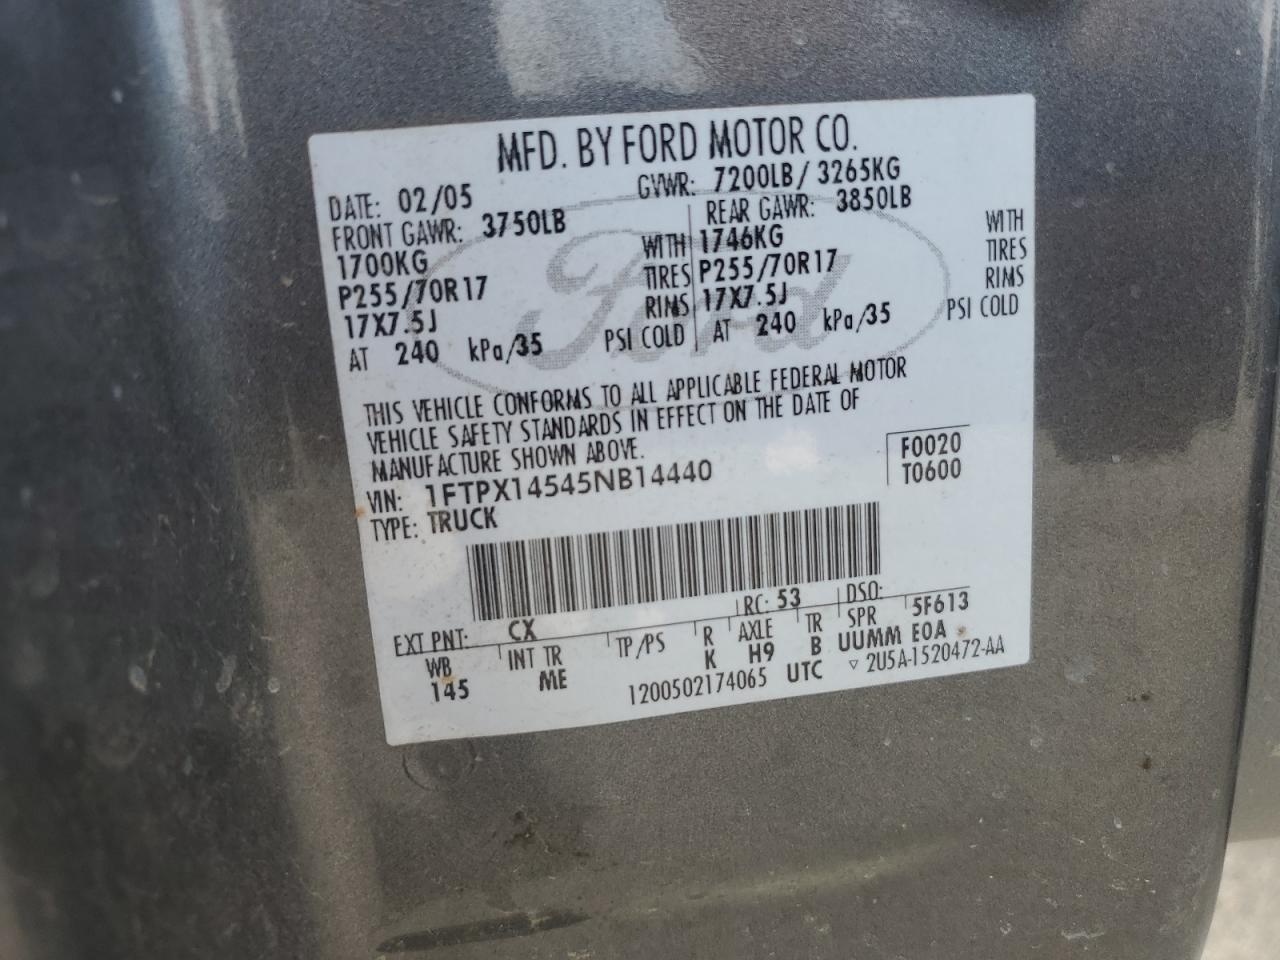 MFD. BY FORD MOTOR CO.
DATE: 02/05 GVWR: 7200LB / 3265KG
FRONT GAWR: 3750LB REAR GAWR: 3850LB
1700KG WITH 1746KG WITH
P255/70R17 TIRES P255/70R17 TIRES
17X7.5J RIMS 17X7.5J RIMS
AT 240 kPa/35 PSI COLD AT 240 kPa/35 PSI COLD
Ford
THIS VEHICLE CONFORMS TO ALL APPLICABLE FEDERAL MOTOR
VEHICLE SAFETY STANDARDS IN EFFECT ON THE DATE OF
MANUFACTURE SHOWN ABOVE.
F0020
VIN: 1FTPX14545NB14440 T0600
TYPE: TRUCK
EXT PNT: CX RC: 53 DSO:
WB INT TR TP/PS R AXLE TR SPR 5F613
145 ME K H9 B UUMM E0A
1200502174065 UTC ▽ 2U5A-1520472-AA